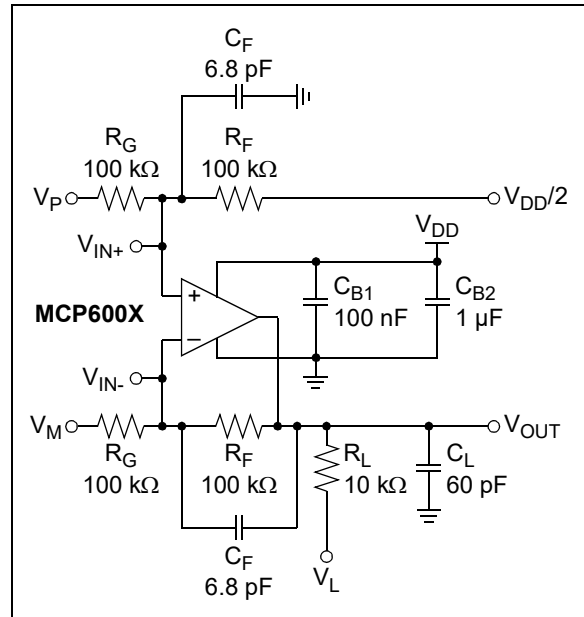 C_F
6.8 pF
R_G
100 kΩ
R_F
100 kΩ
V_P
V_DD/2
V_IN+
V_DD
MCP600X
+
–
C_B1
100 nF
C_B2
1 µF
V_IN-
V_M
V_OUT
R_G
100 kΩ
R_F
100 kΩ
R_L
10 kΩ
C_L
60 pF
C_F
6.8 pF
V_L